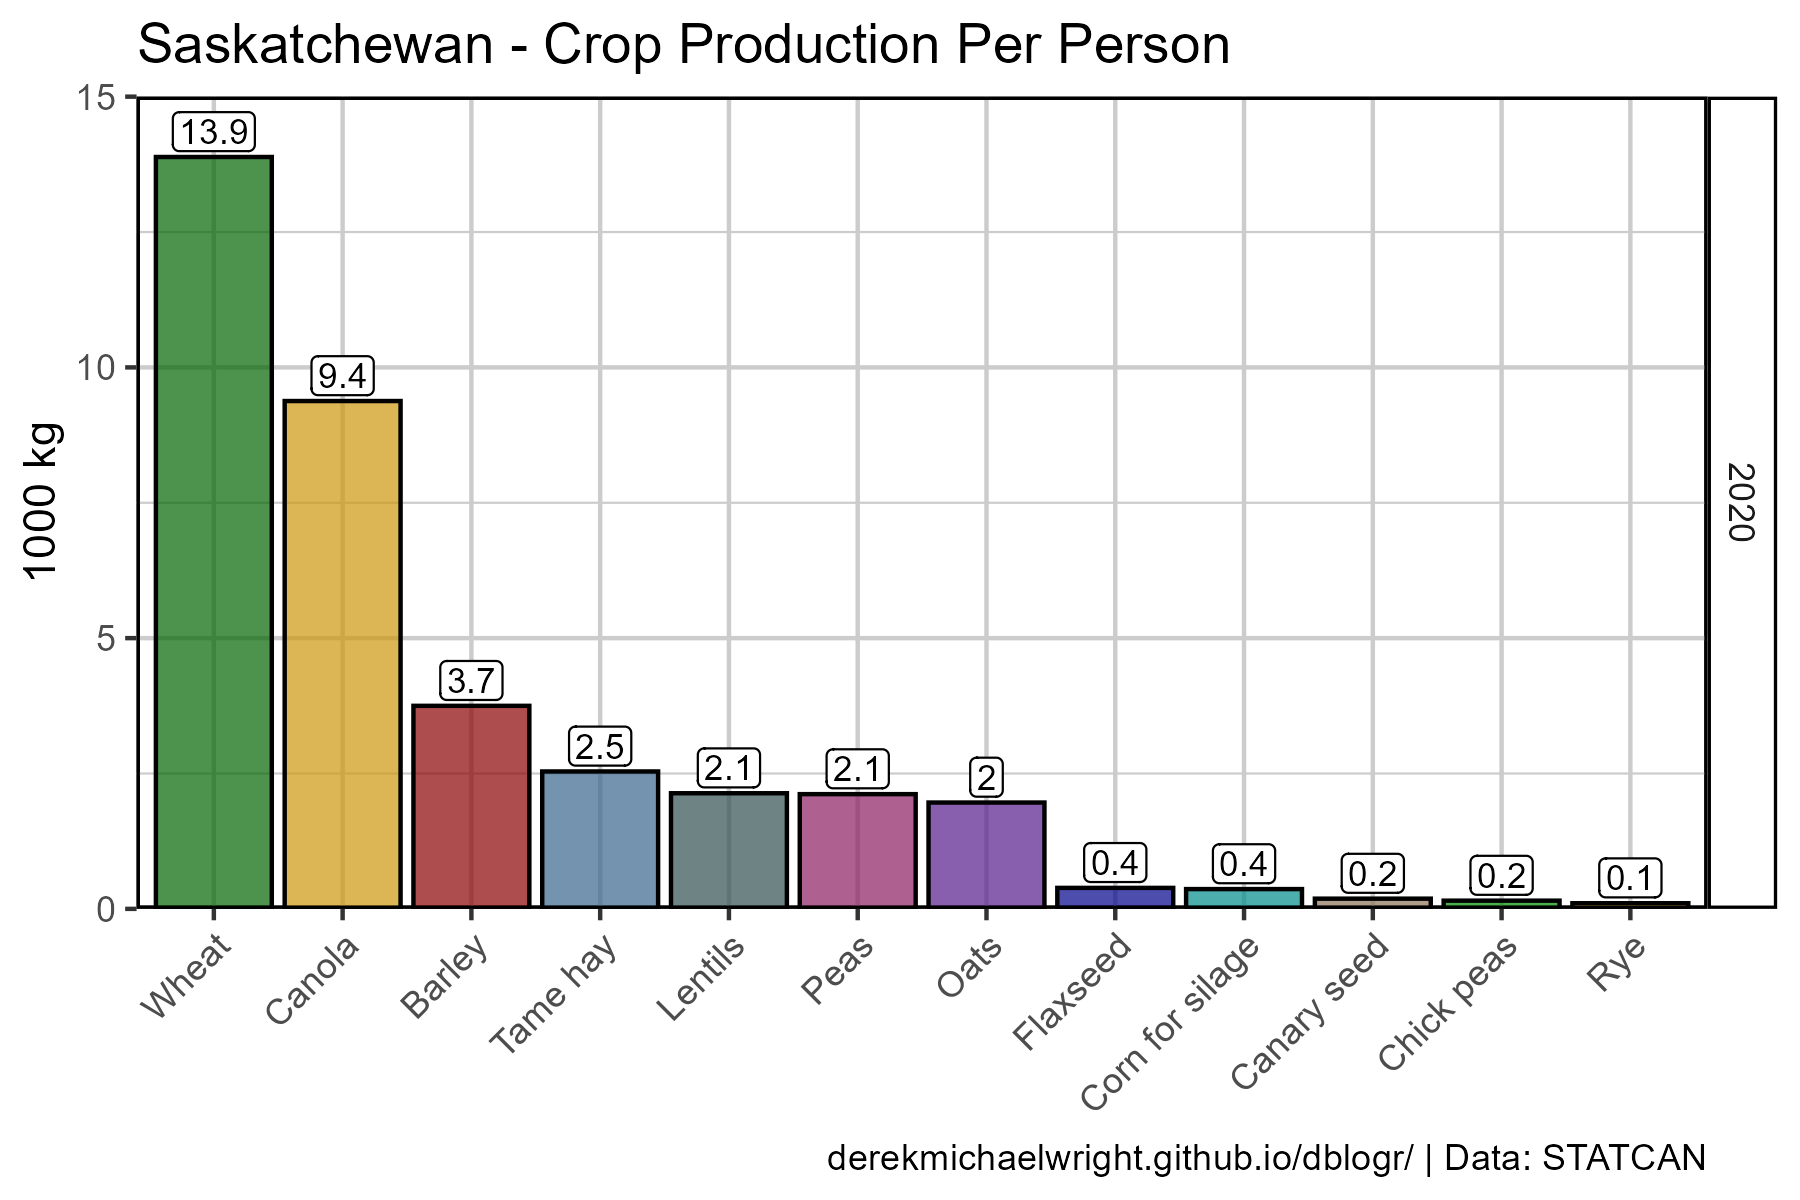 Saskatchewan - Crop Production Per Person
15
10
5
0
1000 kg
13.9
9.4
3.7
2.5
2.1
2.1
2
0.4
0.4
0.2
0.2
0.1
2020
Wheat
Canola
Barley
Tame hay
Lentils
Peas
Oats
Flaxseed
Corn for silage
Canary seed
Chick peas
Rye
derekmichaelwright.github.io/dblogr/ | Data: STATCAN